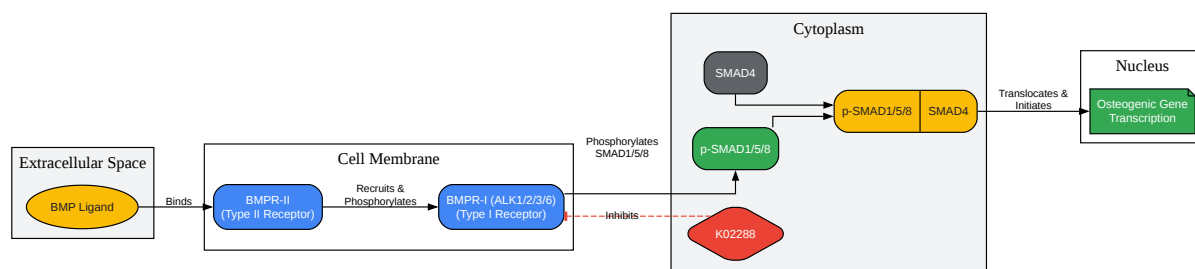 Extracellular Space
BMP Ligand
Binds
Cell Membrane
BMPR-II
(Type II Receptor)
Recruits &
Phosphorylates
BMPR-I (ALK1/2/3/6)
(Type I Receptor)
Phosphorylates
SMAD1/5/8
Inhibits
Cytoplasm
SMAD4
p-SMAD1/5/8
K02288
p-SMAD1/5/8
SMAD4
Translocates &
Initiates
Nucleus
Osteogenic Gene
Transcription